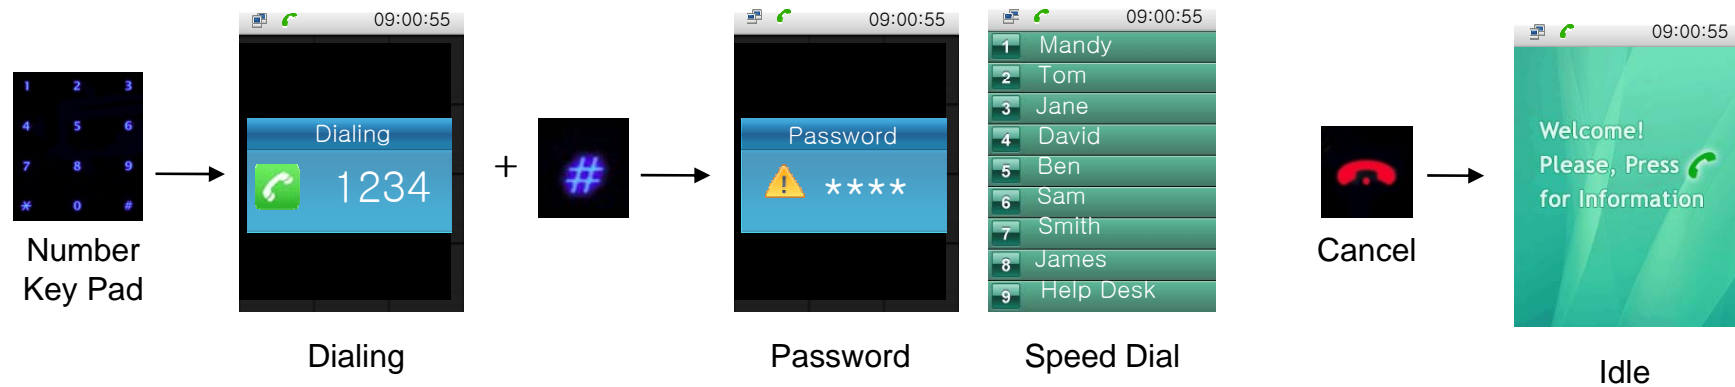 1 2 3
4 5 6
7 8 9
* 0 #
Number
Key Pad
09:00:55
Dialing
1234
Dialing
+
#
09:00:55
Password
****
Password
09:00:55
1 Mandy
2 Tom
3 Jane
4 David
5 Ben
6 Sam
7 Smith
8 James
9 Help Desk
Speed Dial
Cancel
09:00:55
Welcome!
Please, Press
for Information
Idle